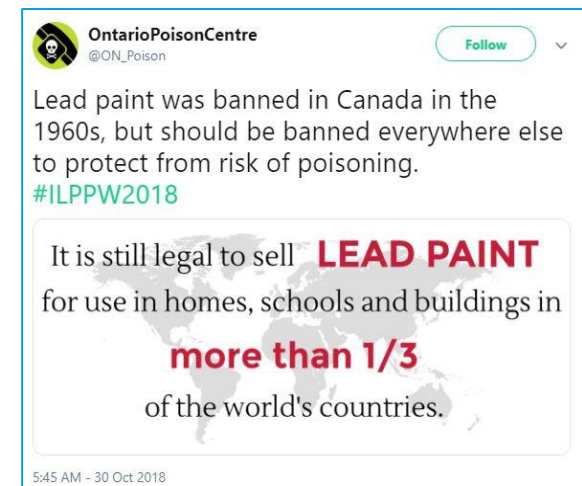 OntarioPoisonCentre
@ON_Poison
Follow
Lead paint was banned in Canada in the
1960s, but should be banned everywhere else
to protect from risk of poisoning.
#ILPPW2018
It is still legal to sell LEAD PAINT
for use in homes, schools and buildings in
more than 1/3
of the world's countries.
5:45 AM - 30 Oct 2018